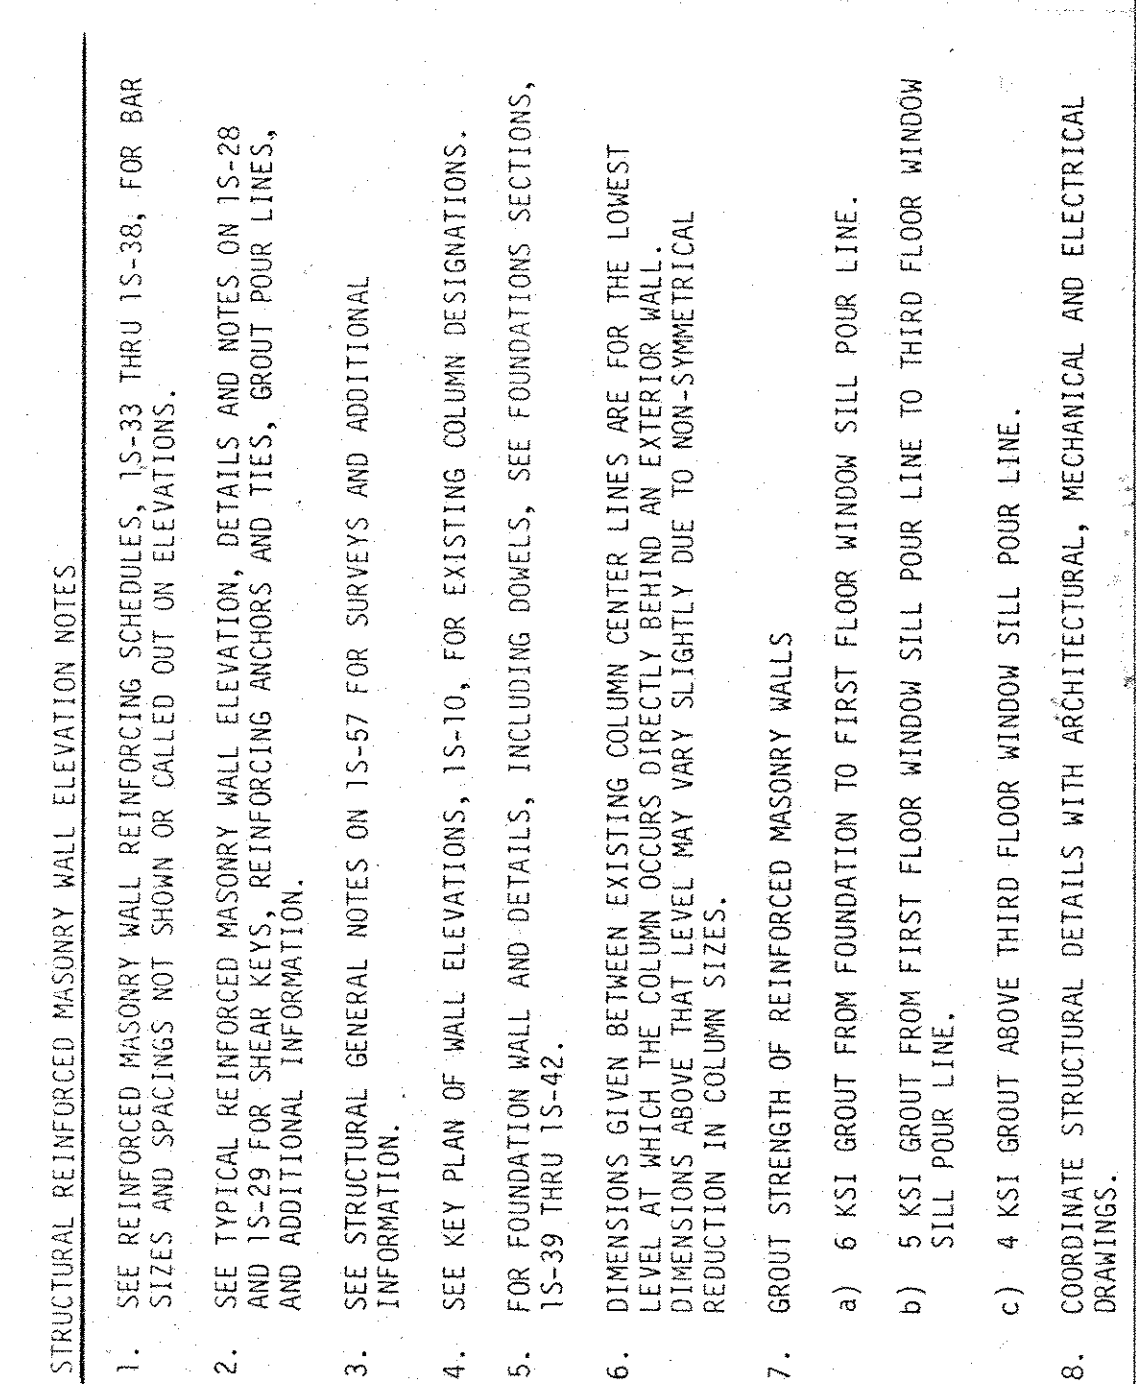 STRUCTURAL REINFORCED MASONRY WALL ELEVATION NOTES
1. SEE REINFORCED MASONRY WALL REINFORCING SCHEDULES, 1S-33 THRU 1S-38, FOR BAR
SIZES AND SPACINGS NOT SHOWN OR CALLED OUT ON ELEVATIONS.
2. SEE TYPICAL REINFORCED MASONRY WALL ELEVATION, DETAILS AND NOTES ON 1S-28
AND 1S-29 FOR SHEAR KEYS, REINFORCING ANCHORS AND TIES, GROUT POUR LINES,
AND ADDITIONAL INFORMATION.
3. SEE STRUCTURAL GENERAL NOTES ON 1S-57 FOR SURVEYS AND ADDITIONAL
INFORMATION.
4. SEE KEY PLAN OF WALL ELEVATIONS, 1S-10, FOR EXISTING COLUMN DESIGNATIONS.
5. FOR FOUNDATION WALL AND DETAILS, INCLUDING DOWELS, SEE FOUNDATIONS SECTIONS,
1S-39 THRU 1S-42.
6. DIMENSIONS GIVEN BETWEEN EXISTING COLUMN CENTER LINES ARE FOR THE LOWEST
LEVEL AT WHICH THE COLUMN OCCURS DIRECTLY BEHIND AN EXTERIOR WALL.
DIMENSIONS ABOVE THAT LEVEL MAY VARY SLIGHTLY DUE TO NON-SYMMETRICAL
REDUCTION IN COLUMN SIZES.
7. GROUT STRENGTH OF REINFORCED MASONRY WALLS
a) 6 KSI GROUT FROM FOUNDATION TO FIRST FLOOR WINDOW SILL POUR LINE.
b) 5 KSI GROUT FROM FIRST FLOOR WINDOW SILL POUR LINE TO THIRD FLOOR WINDOW
SILL POUR LINE.
c) 4 KSI GROUT ABOVE THIRD FLOOR WINDOW SILL POUR LINE.
8. COORDINATE STRUCTURAL DETAILS WITH ARCHITECTURAL, MECHANICAL AND ELECTRICAL
DRAWINGS.